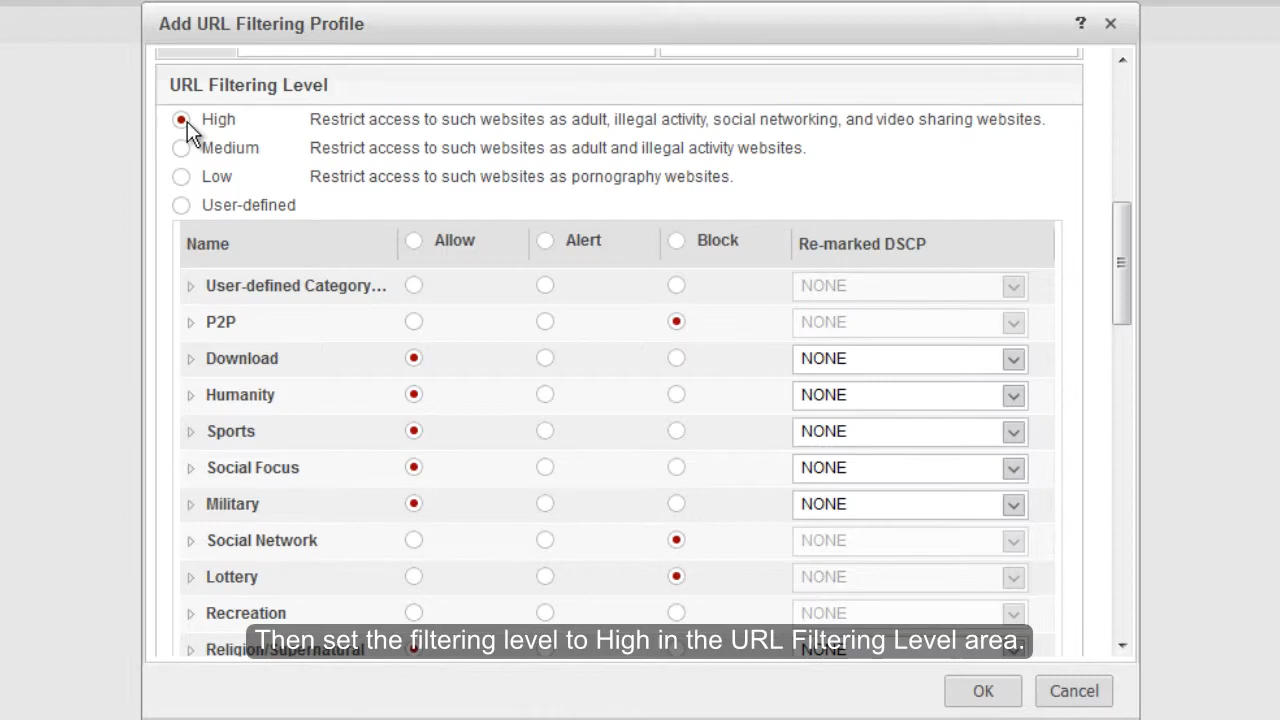 Add URL Filtering Profile ?
URL Filtering Level
High Restrict access to such websites as adult, illegal activity, social networking, and video sharing websites.
Medium Restrict access to such websites as adult and illegal activity websites.
Low Restrict access to such websites as pornography websites.
User-defined
Name Allow Alert Block Re-marked DSCP
User-defined Category... NONE
P2P NONE
Download NONE
Humanity NONE
Sports NONE
Social Focus NONE
Military NONE
Social Network NONE
Lottery NONE
Recreation NONE
Religion/supernatural NONE
Then set the filtering level to High in the URL Filtering Level area.
OK Cancel